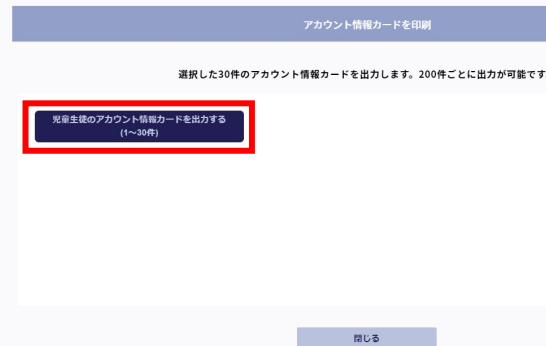 アカウント情報カードを印刷
選択した30件のアカウント情報カードを出力します。200件ごとに出力が可能です
児童生徒のアカウント情報カードを出力する
(1〜30件)
閉じる